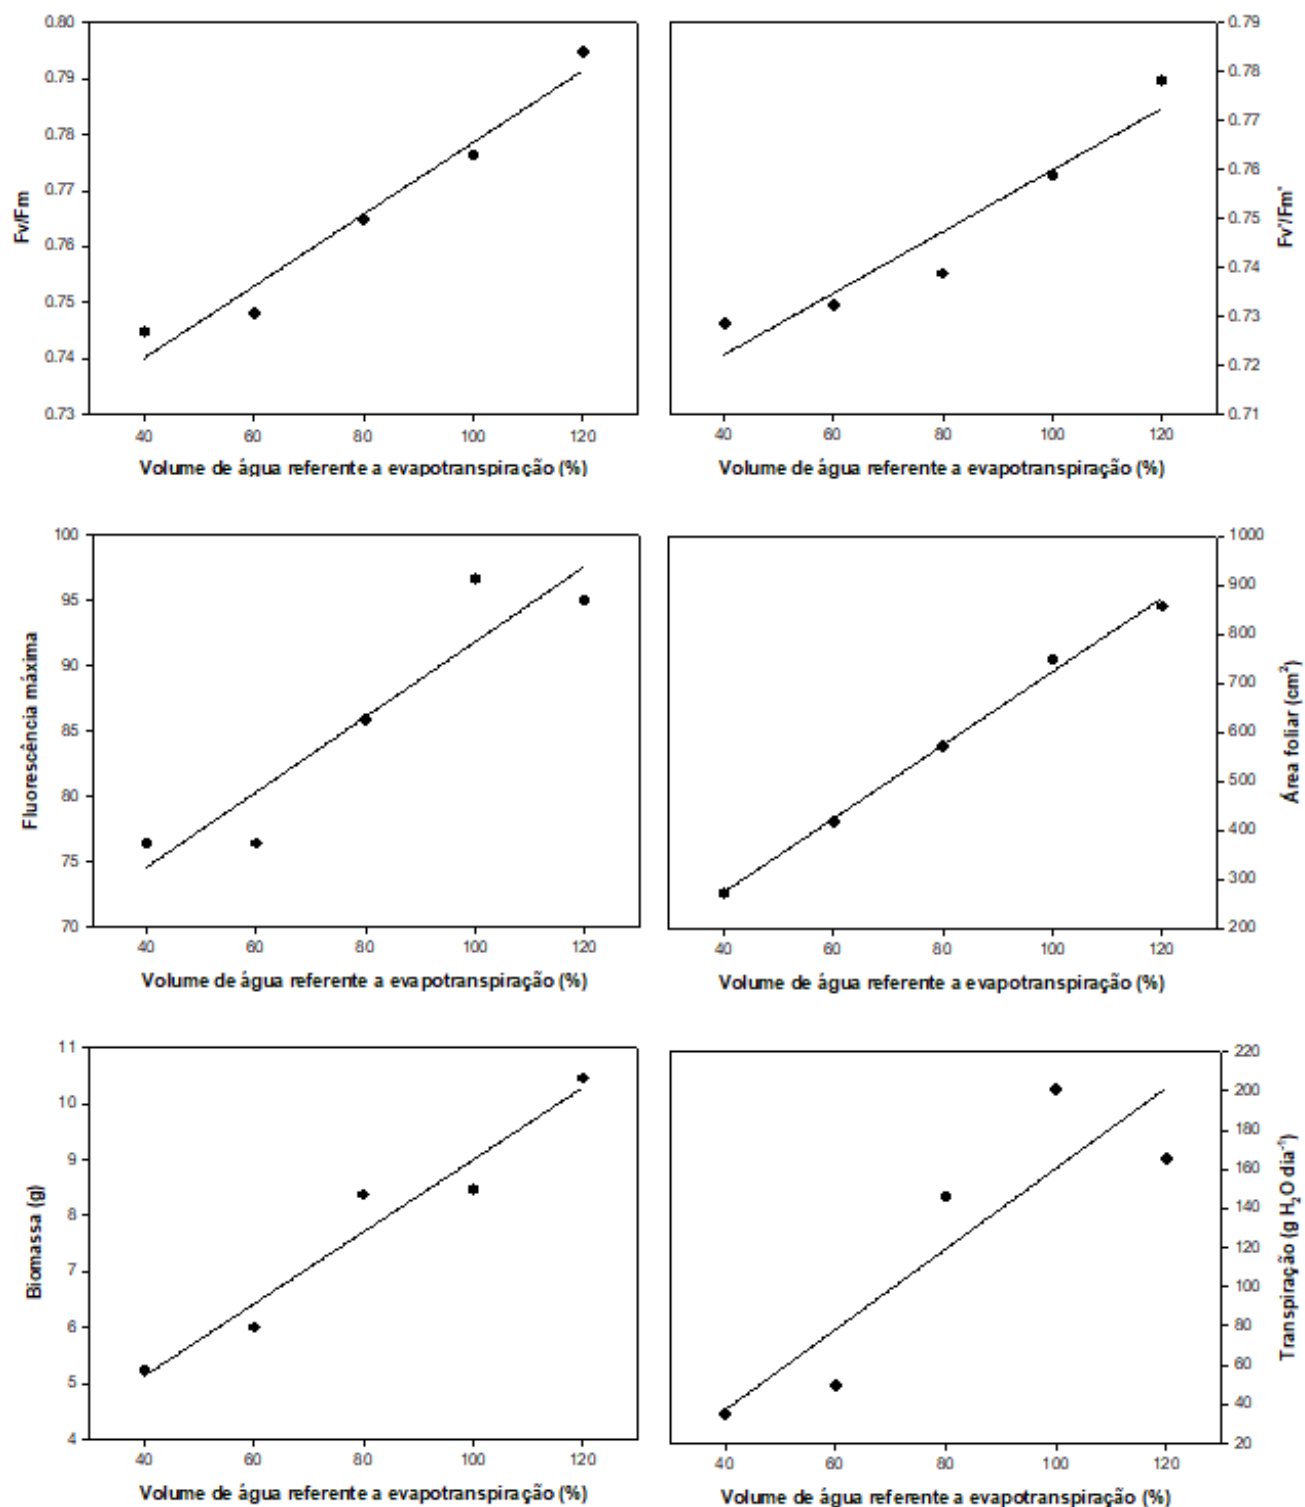 0.80
0.79
0.78
0.77
0.76
0.75
0.74
0.73
Fv/Fm
40 60 80 100 120
Volume de água referente a evapotranspiração (%)
0.79
0.78
0.77
0.76
0.75
0.74
0.73
0.72
0.71
Fv'/Fm'
40 60 80 100 120
Volume de água referente a evapotranspiração (%)
100
95
90
85
80
75
70
Fluorescência máxima
40 60 80 100 120
Volume de água referente a evapotranspiração (%)
1000
900
800
700
600
500
400
300
200
Área foliar (cm²)
40 60 80 100 120
Volume de água referente a evapotranspiração (%)
11
10
9
8
7
6
5
4
Biomassa (g)
40 60 80 100 120
Volume de água referente a evapotranspiração (%)
220
200
180
160
140
120
100
80
60
40
20
Transpiração (g H₂O dia⁻¹)
40 60 80 100 120
Volume de água referente a evapotranspiração (%)